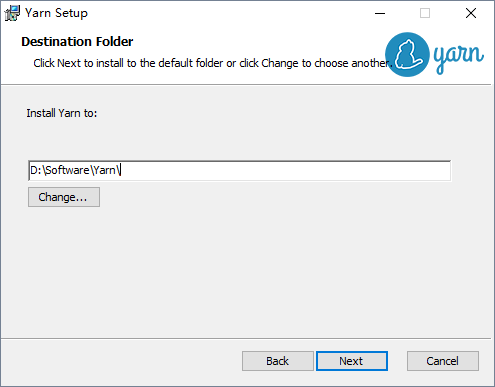 Yarn Setup
Destination Folder
Click Next to install to the default folder or click Change to choose another.
yarn
Install Yarn to:
D:\Software\Yarn\
Change...
Back
Next
Cancel